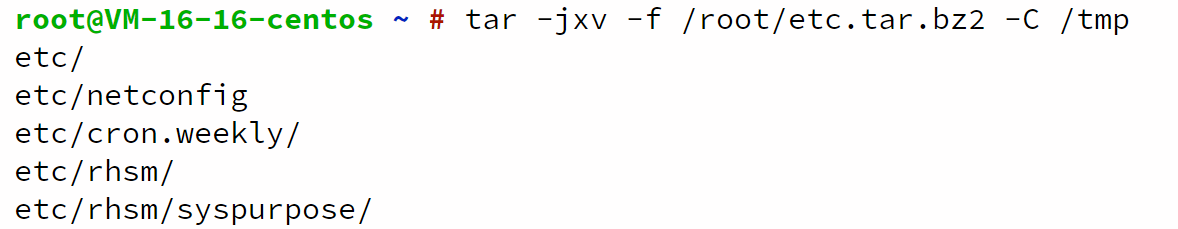 root@VM-16-16-centos ~ # tar -jxv -f /root/etc.tar.bz2 -C /tmp
etc/
etc/netconfig
etc/cron.weekly/
etc/rhsm/
etc/rhsm/syspurpose/